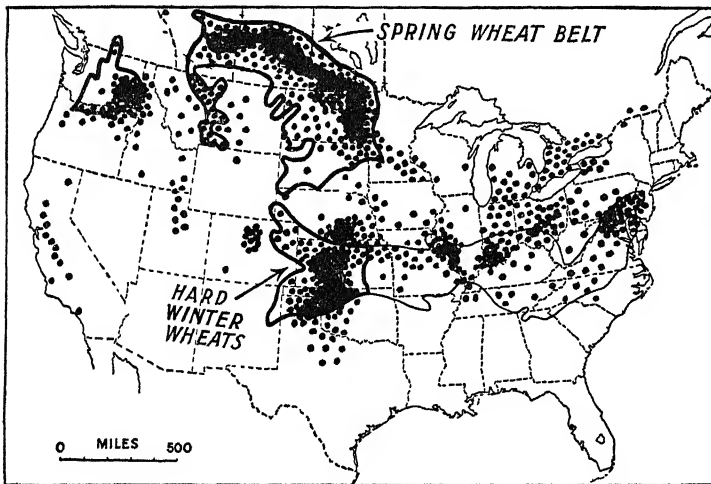 SPRING WHEAT BELT
HARD
WINTER
WHEATS
0 MILES 500